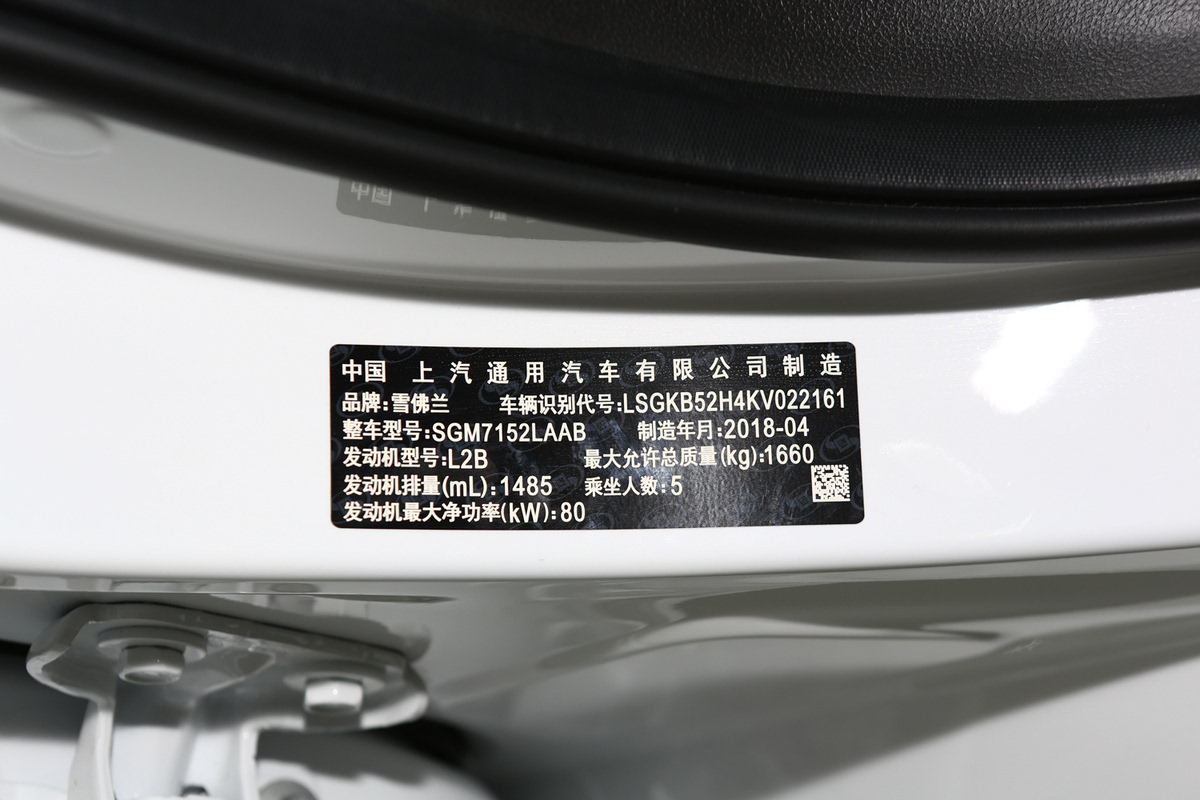 中国 上汽通用汽车有限公司制造
品牌:雪佛兰 车辆识别代号:LSGKB52H4KV022161
整车型号:SGM7152LAAB 制造年月:2018-04
发动机型号:L2B 最大允许总质量(kg):1660
发动机排量(mL):1485 乘坐人数:5
发动机最大净功率(kW):80